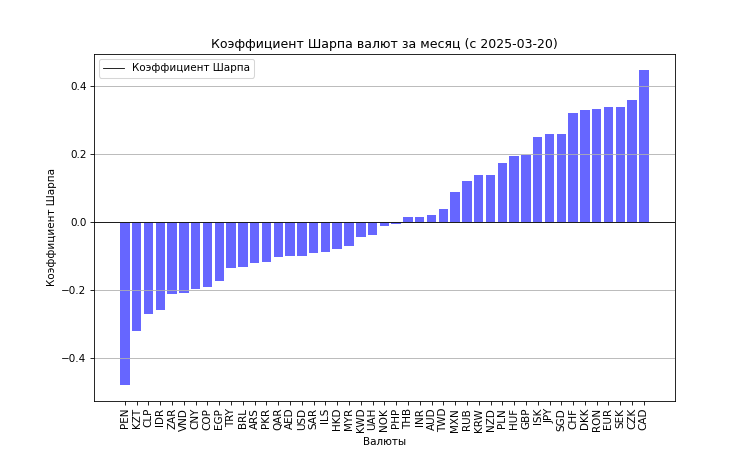 Коэффициент Шарпа валют за месяц (с 2025-03-20)
Коэффициент Шарпа
Коэффициент Шарпа
0.4
0.2
0.0
−0.2
−0.4
PEN KZT CLP IDR ZAR VND CNY COP EGP TRY BRL ARS PKR QAR AED USD SAR ILS HKD MYR KWD UAH NOK PHP THB INR AUD TWD MXN RUB KRW NZD PLN HUF GBP ISK JPY SGD CHF DKK RON EUR SEK CZK CAD
Валюты